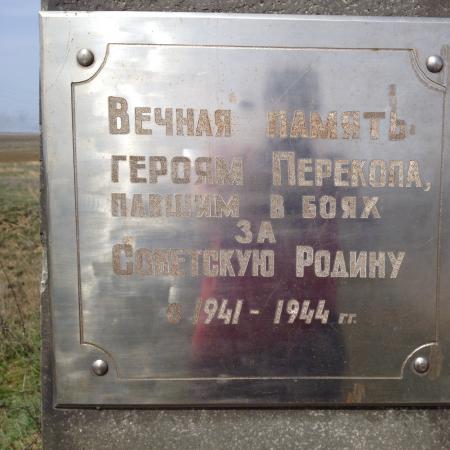 Вечная память
героям Перекопа,
павшим в боях
за
Советскую Родину
в 1941-1944 гг.